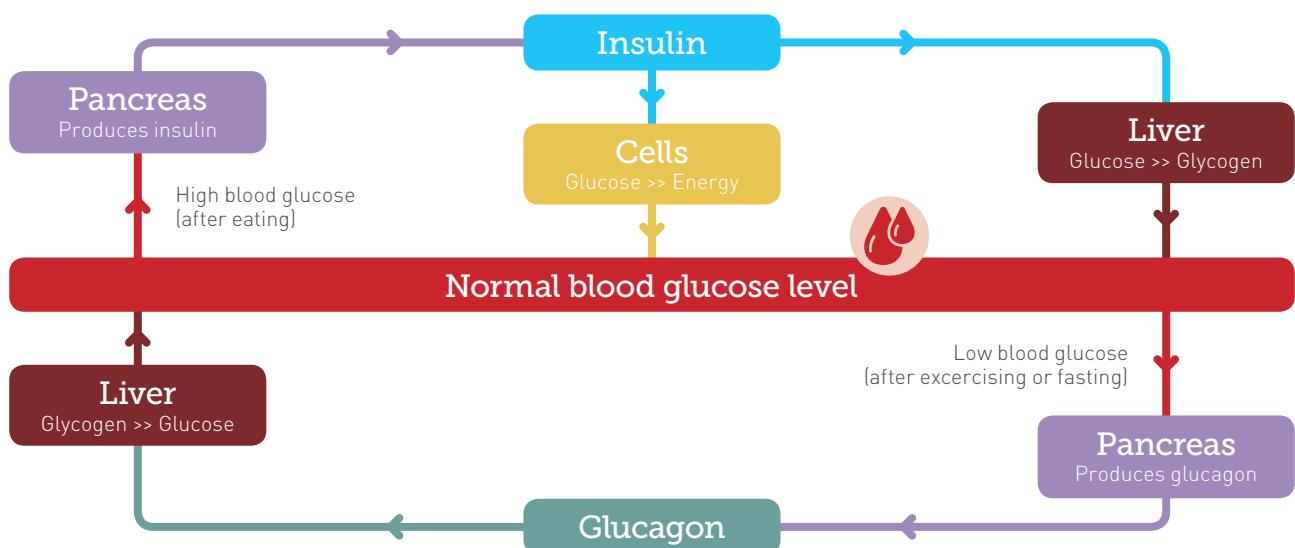 Insulin
Pancreas
Produces insulin
Liver
Glucose >> Glycogen
Cells
Glucose >> Energy
High blood glucose
(after eating)
Normal blood glucose level
Low blood glucose
(after excercising or fasting)
Liver
Glycogen >> Glucose
Pancreas
Produces glucagon
Glucagon